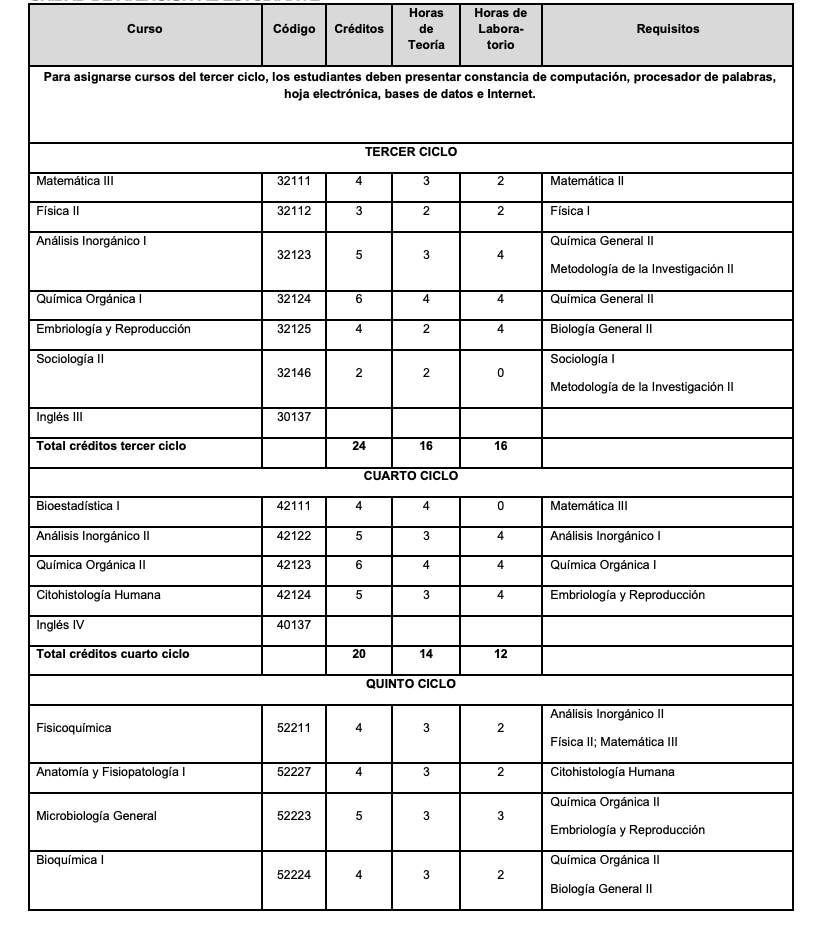 Curso Código Créditos Horas de Teoría Horas de Labora-torio Requisitos
Para asignarse cursos del tercer ciclo, los estudiantes deben presentar constancia de computación, procesador de palabras,
hoja electrónica, bases de datos e Internet.
TERCER CICLO
Matemática III 32111 4 3 2 Matemática II
Física II 32112 3 2 2 Física I
Análisis Inorgánico I 32123 5 3 4 Química General II
Metodología de la Investigación II
Química Orgánica I 32124 6 4 4 Química General II
Embriología y Reproducción 32125 4 2 4 Biología General II
Sociología II 32146 2 2 0 Sociología I
Metodología de la Investigación II
Inglés III 30137
Total créditos tercer ciclo 24 16 16
CUARTO CICLO
Bioestadística I 42111 4 4 0 Matemática III
Análisis Inorgánico II 42122 5 3 4 Análisis Inorgánico I
Química Orgánica II 42123 6 4 4 Química Orgánica I
Citohistología Humana 42124 5 3 4 Embriología y Reproducción
Inglés IV 40137
Total créditos cuarto ciclo 20 14 12
QUINTO CICLO
Fisicoquímica 52211 4 3 2 Análisis Inorgánico II
Física II; Matemática III
Anatomía y Fisiopatología I 52227 4 3 2 Citohistología Humana
Microbiología General 52223 5 3 3 Química Orgánica II
Embriología y Reproducción
Bioquímica I 52224 4 3 2 Química Orgánica II
Biología General II